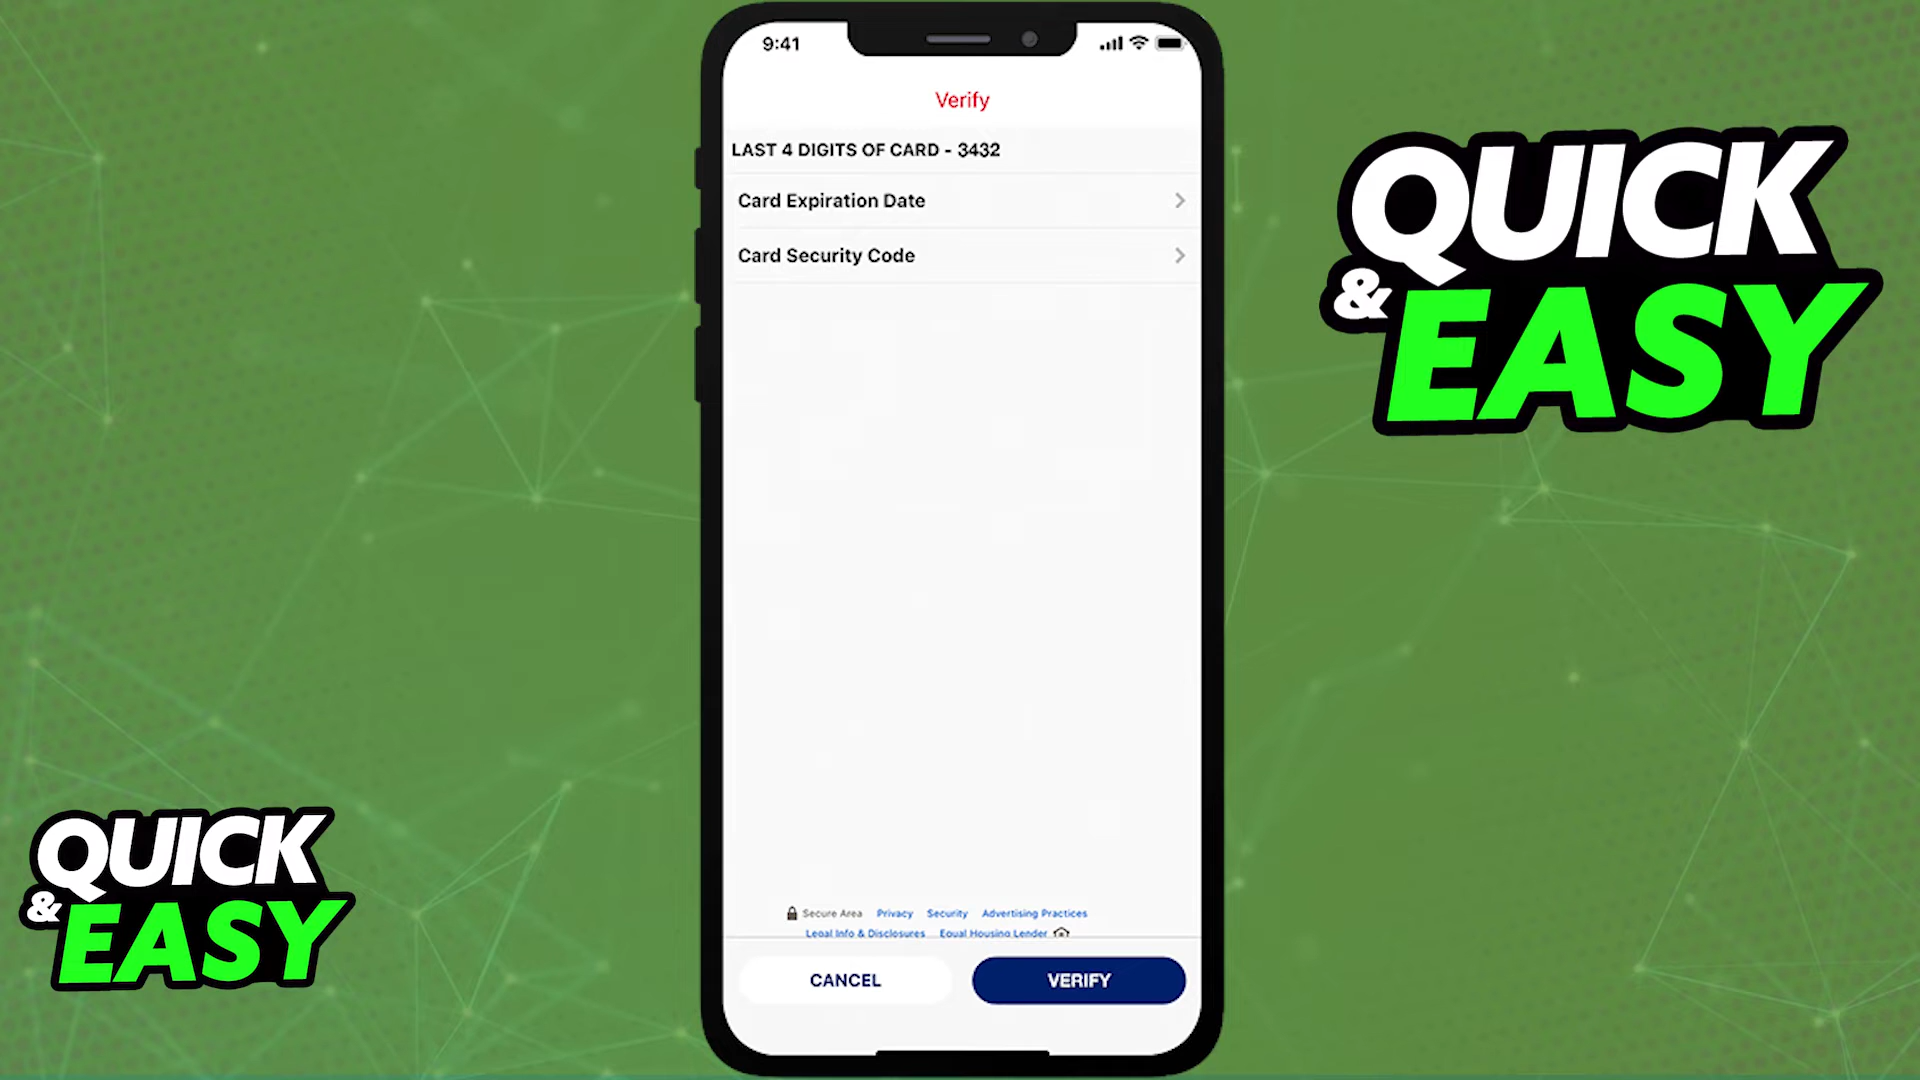 9:41
Verify
LAST 4 DIGITS OF CARD - 3432
Card Expiration Date
Card Security Code
Secure Area Privacy Security Advertising Practices
Legal Info & Disclosures Equal Housing Lender
CANCEL VERIFY
QUICK
& EASY
QUICK
& EASY